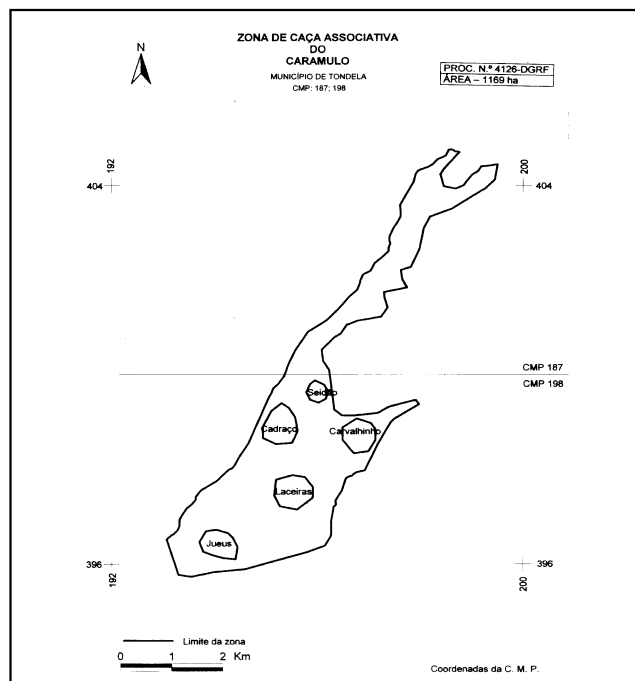 ZONA DE CAÇA ASSOCIATIVA
DO
CARAMULO
MUNICÍPIO DE TONDELA
CMP: 187; 198
PROC. N.º 4126-DGRF
ÁREA – 1169 ha
N
192
200
404
404
CMP 187
CMP 198
Seidão
Cadraço
Carvalhinho
Laceiras
Jueus
396
396
192
200
Limite da zona
0 1 2 Km
Coordenadas da C. M. P.